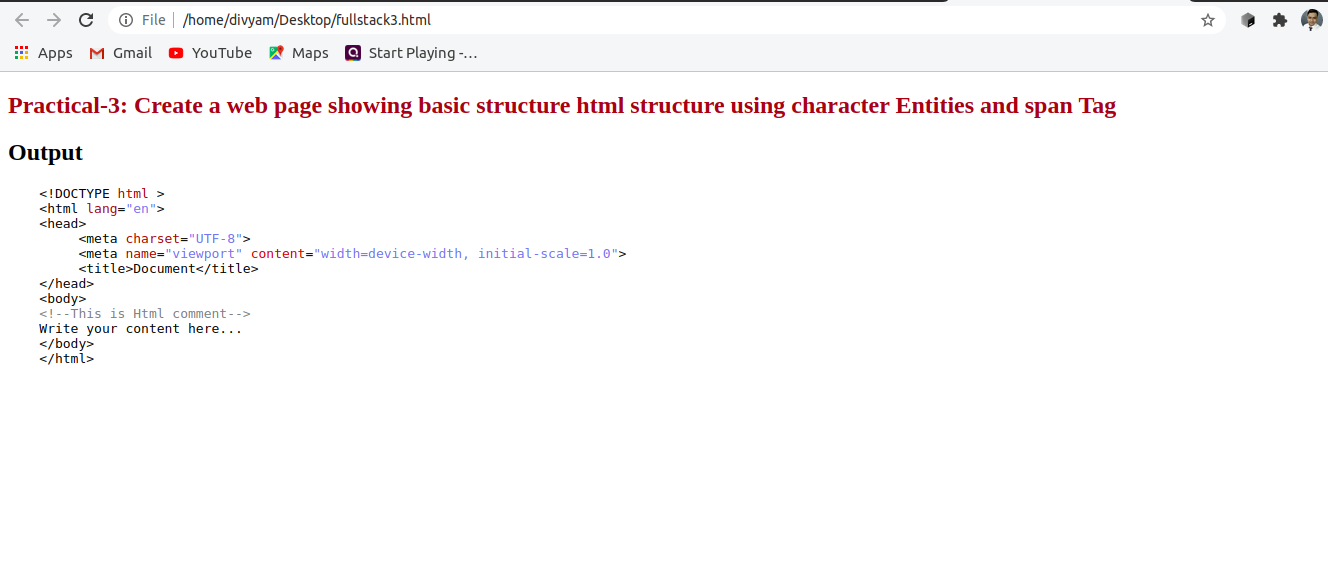 File | /home/divyam/Desktop/fullstack3.html
Apps Gmail YouTube Maps Start Playing -...
Practical-3: Create a web page showing basic structure html structure using character Entities and span Tag
Output
<!DOCTYPE html >
<html lang="en">
<head>
     <meta charset="UTF-8">
     <meta name="viewport" content="width=device-width, initial-scale=1.0">
     <title>Document</title>
</head>
<body>
<!--This is Html comment-->
Write your content here...
</body>
</html>